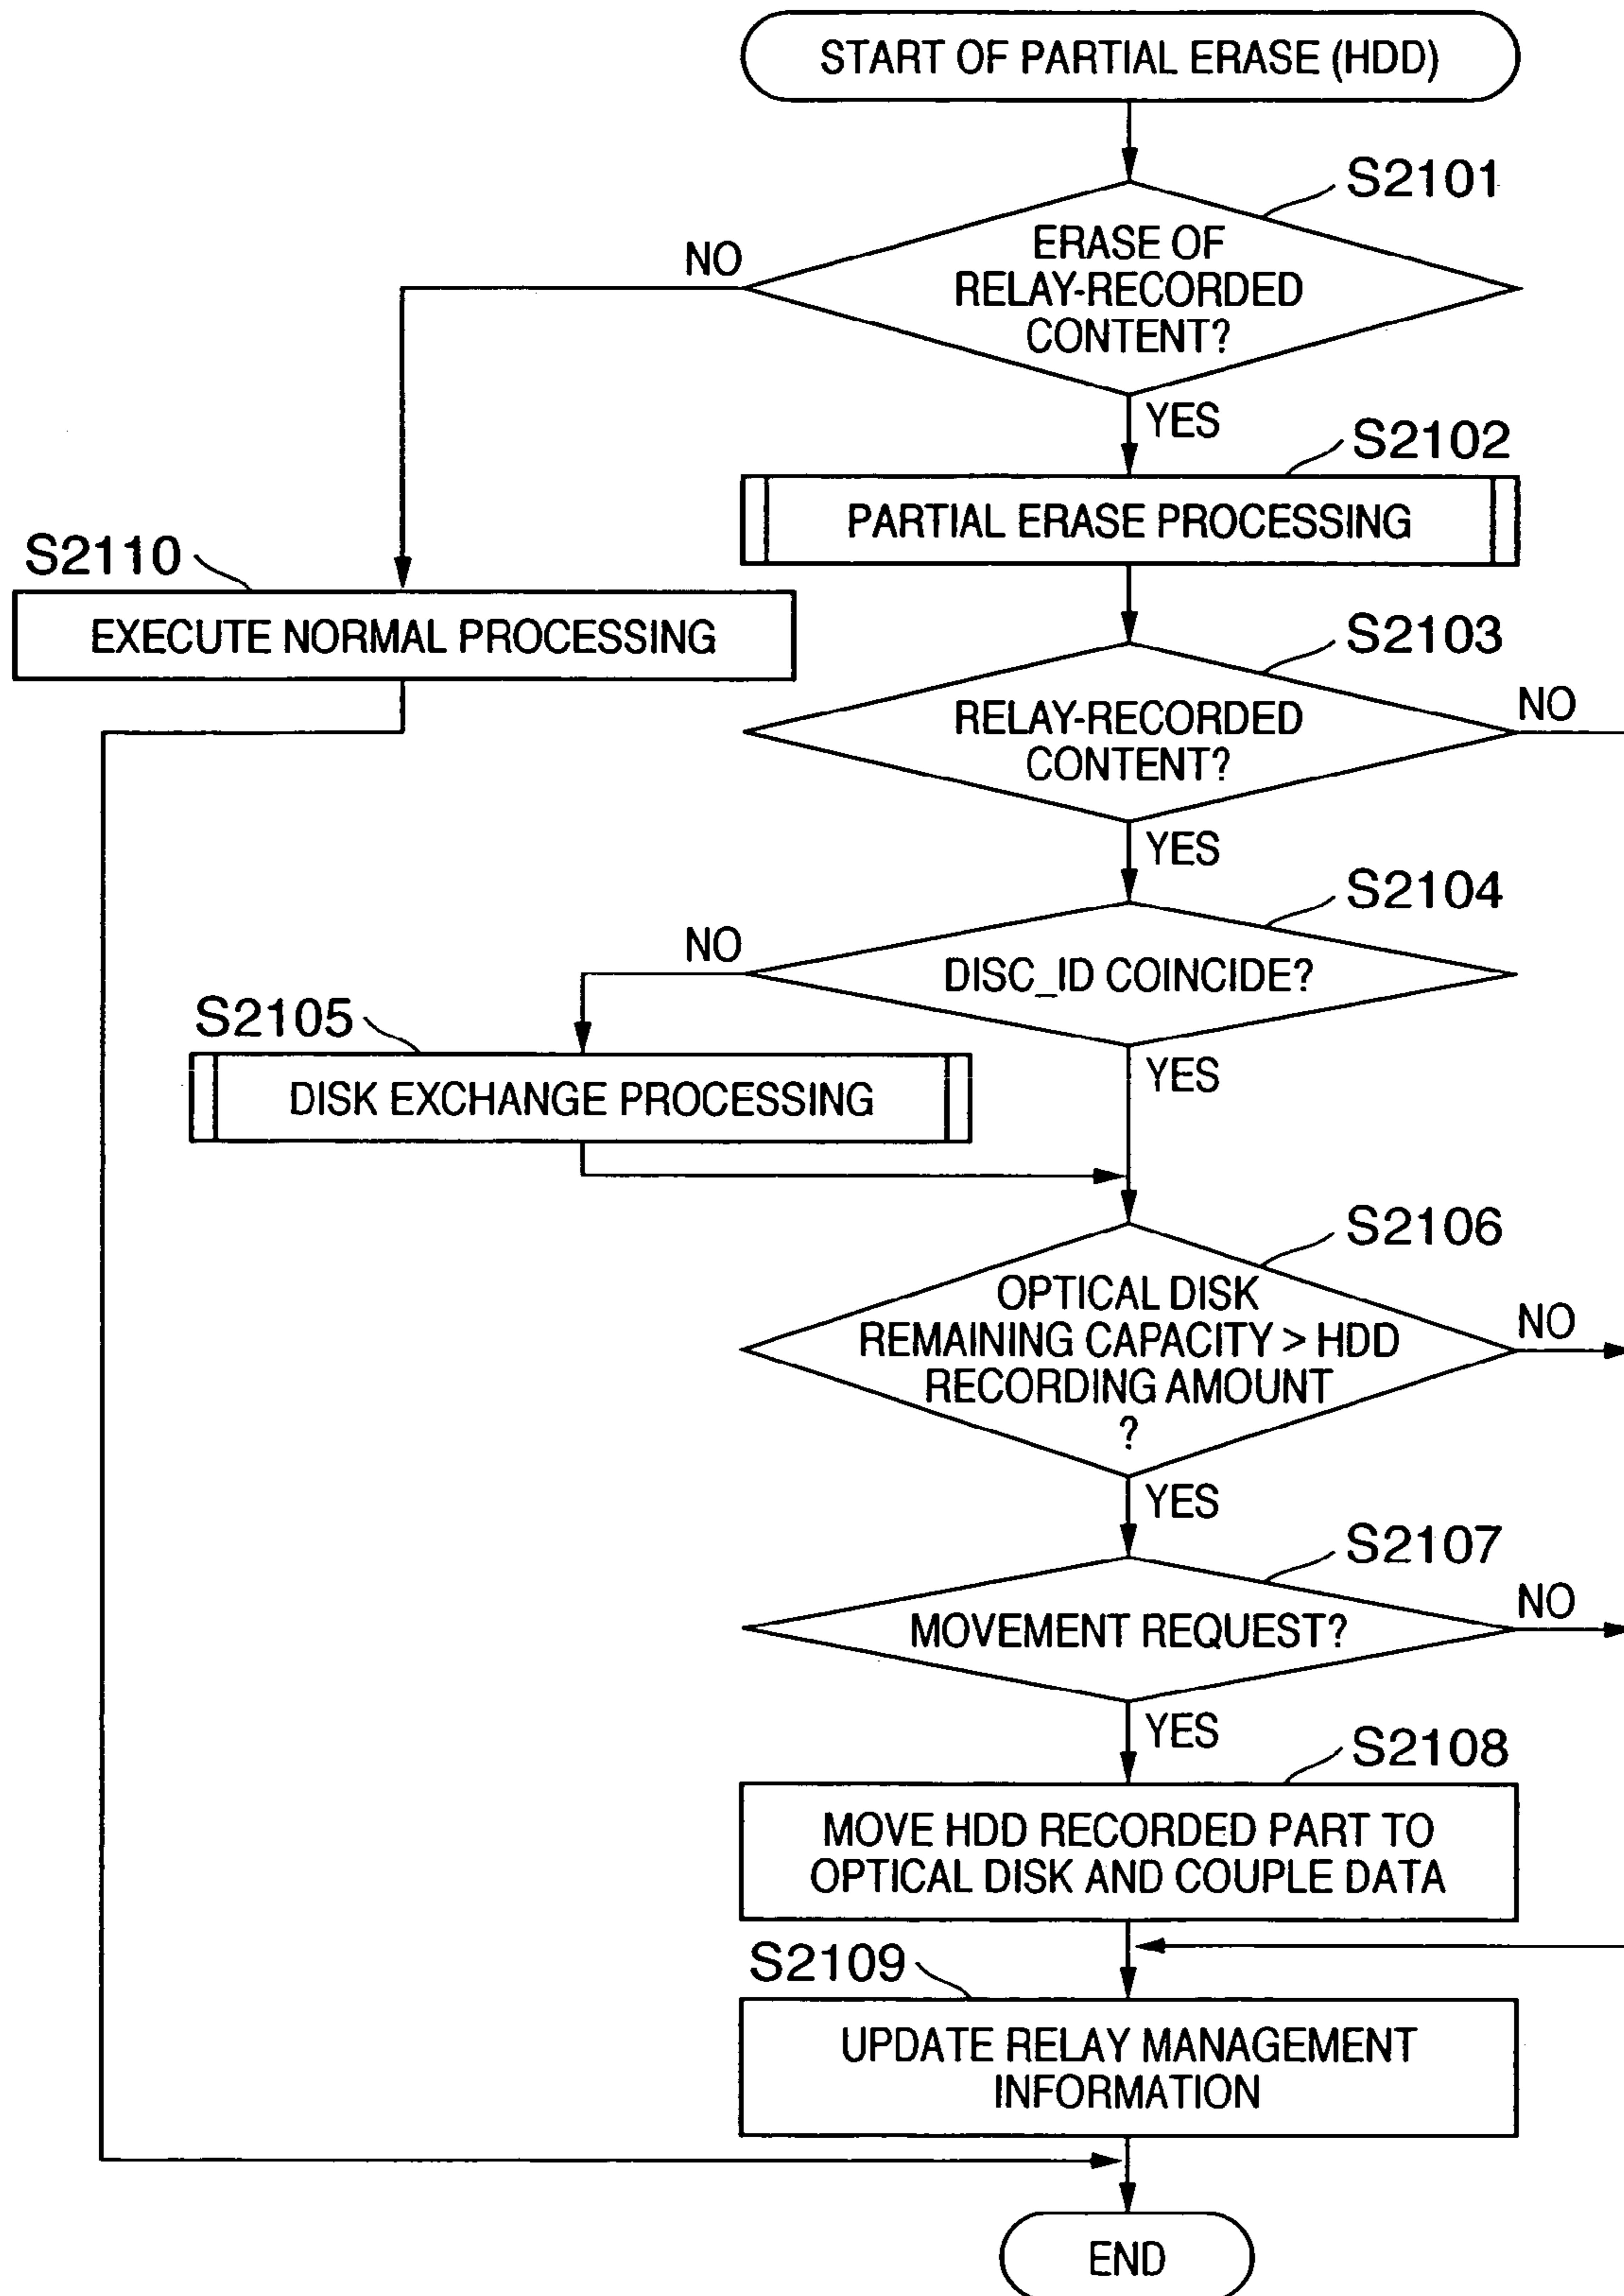 START OF PARTIAL ERASE (HDD)
S2101
ERASE OF
RELAY-RECORDED
CONTENT?
NO
YES
S2102
PARTIAL ERASE PROCESSING
S2110
EXECUTE NORMAL PROCESSING
S2103
RELAY-RECORDED
CONTENT?
NO
YES
S2104
DISC_ID COINCIDE?
NO
YES
S2105
DISK EXCHANGE PROCESSING
S2106
OPTICAL DISK
REMAINING CAPACITY > HDD
RECORDING AMOUNT
?
NO
YES
S2107
MOVEMENT REQUEST?
NO
YES
S2108
MOVE HDD RECORDED PART TO
OPTICAL DISK AND COUPLE DATA
S2109
UPDATE RELAY MANAGEMENT
INFORMATION
END